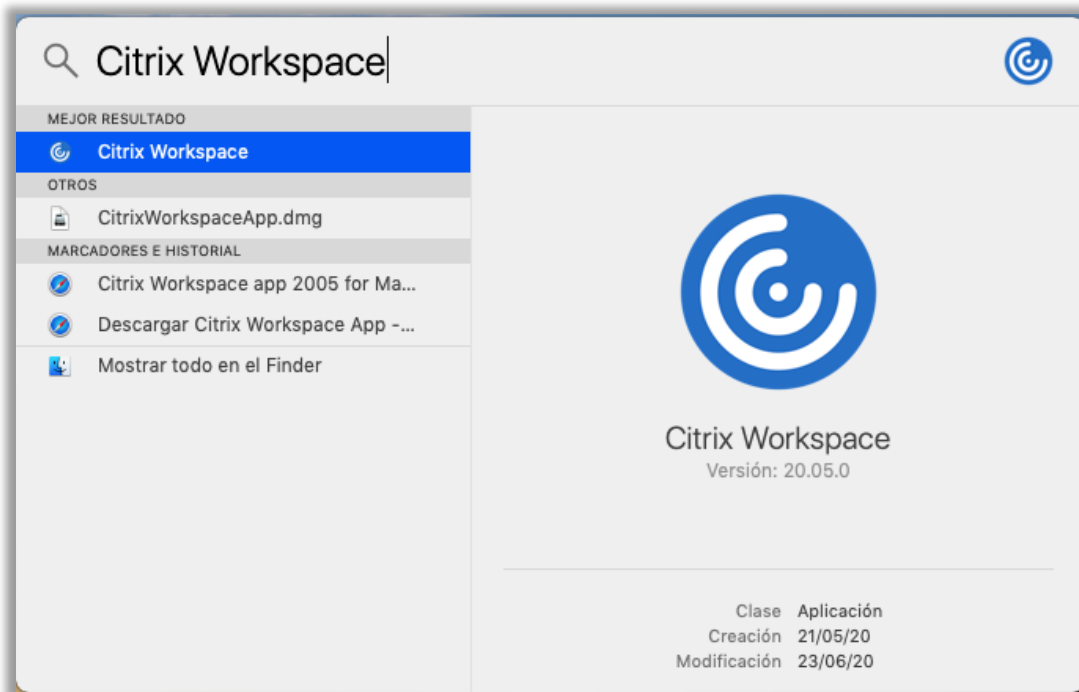 Citrix Workspace
MEJOR RESULTADO
Citrix Workspace
OTROS
CitrixWorkspaceApp.dmg
MARCADORES E HISTORIAL
Citrix Workspace app 2005 for Ma...
Descargar Citrix Workspace App -...
Mostrar todo en el Finder
Citrix Workspace
Versión: 20.05.0
Clase Aplicación
Creación 21/05/20
Modificación 23/06/20